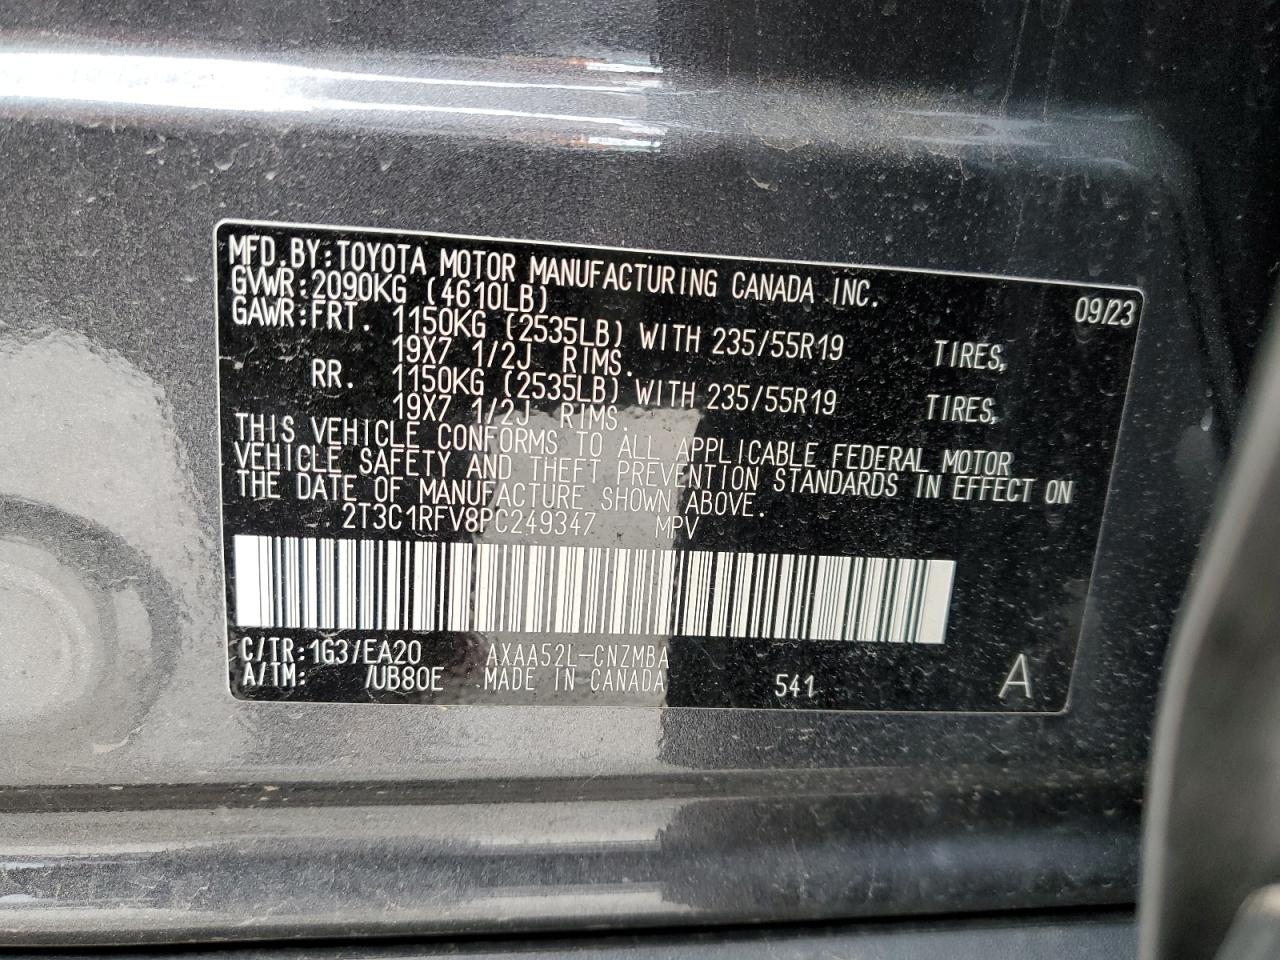 MFD.BY:TOYOTA MOTOR MANUFACTURING CANADA INC.
GVWR:2090KG (4610LB) 09/23
GAWR:FRT. 1150KG (2535LB) WITH 235/55R19 TIRES,
19X7 1/2J RIMS.
RR. 1150KG (2535LB) WITH 235/55R19 TIRES,
19X7 1/2J RIMS.
THIS VEHICLE CONFORMS TO ALL APPLICABLE FEDERAL MOTOR
VEHICLE SAFETY AND THEFT PREVENTION STANDARDS IN EFFECT ON
THE DATE OF MANUFACTURE SHOWN ABOVE.
2T3C1RFV8PC249347 MPV
C/TR:1G3/EA20 AXAA52L-CNZMBA
A/TM: /UB80E MADE IN CANADA 541 A